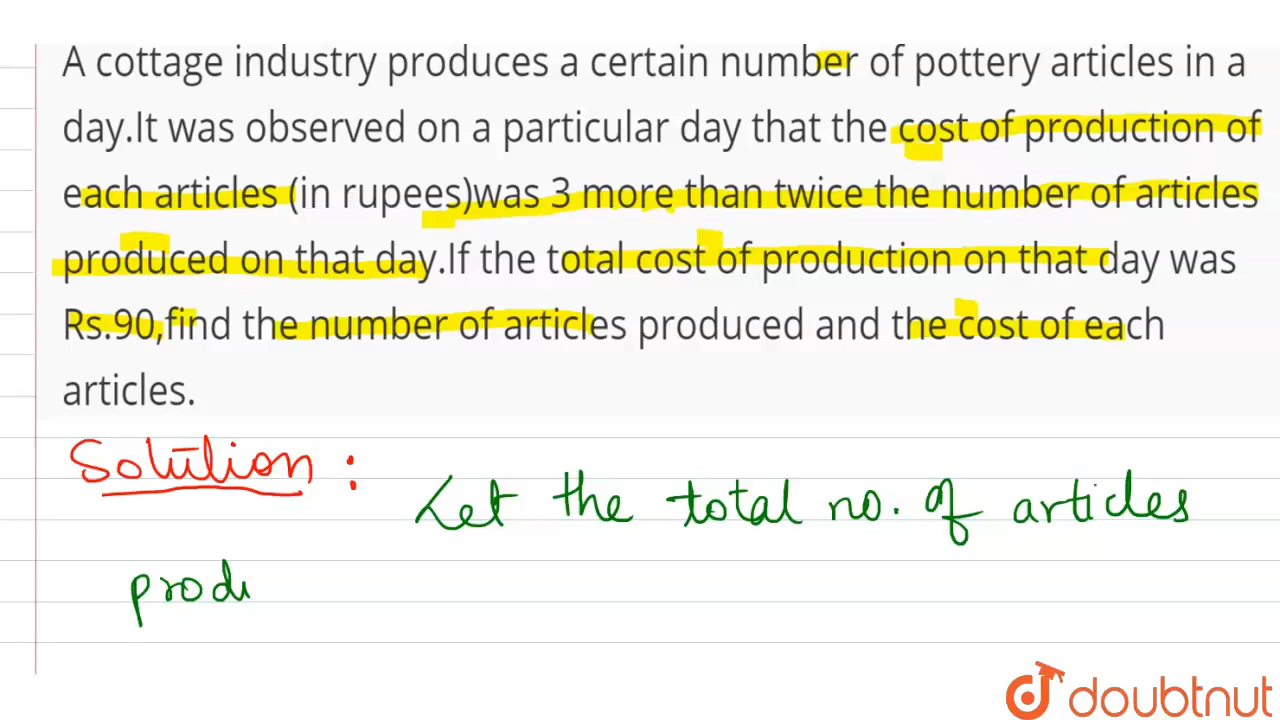 A cottage industry produces a certain number of pottery articles in a
day.It was observed on a particular day that the cost of production of
each articles (in rupees)was 3 more than twice the number of articles
produced on that day.If the total cost of production on that day was
Rs.90,find the number of articles produced and the cost of each
articles.
Solution :
Let the total no. of articles
produ
doubtnut